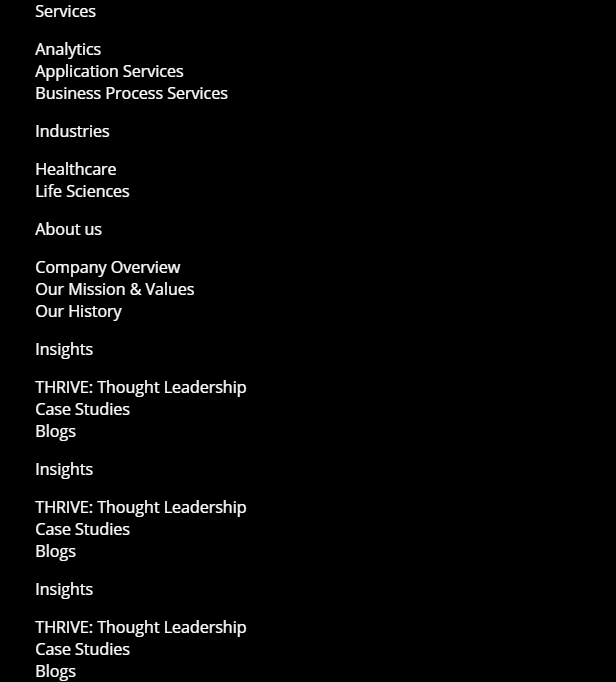 Services
Analytics
Application Services
Business Process Services
Industries
Healthcare
Life Sciences
About us
Company Overview
Our Mission & Values
Our History
Insights
THRIVE: Thought Leadership
Case Studies
Blogs
Insights
THRIVE: Thought Leadership
Case Studies
Blogs
Insights
THRIVE: Thought Leadership
Case Studies
Blogs